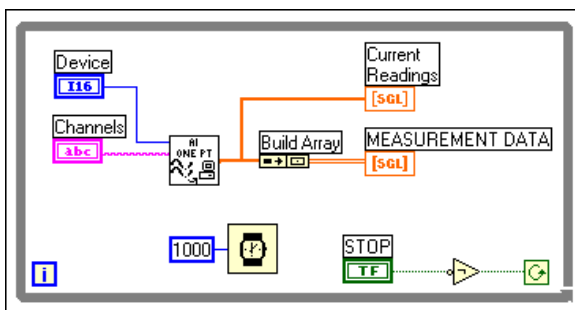 Device
I16
Channels
abc
AI
ONE PT
Current
Readings
[SGL]
Build Array
MEASUREMENT DATA
[SGL]
1000
STOP
TF
i